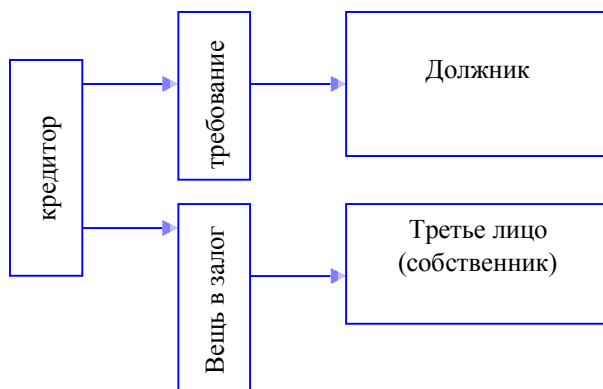 кредитор
требование
Должник
Вещь в залог
Третье лицо
(собственник)